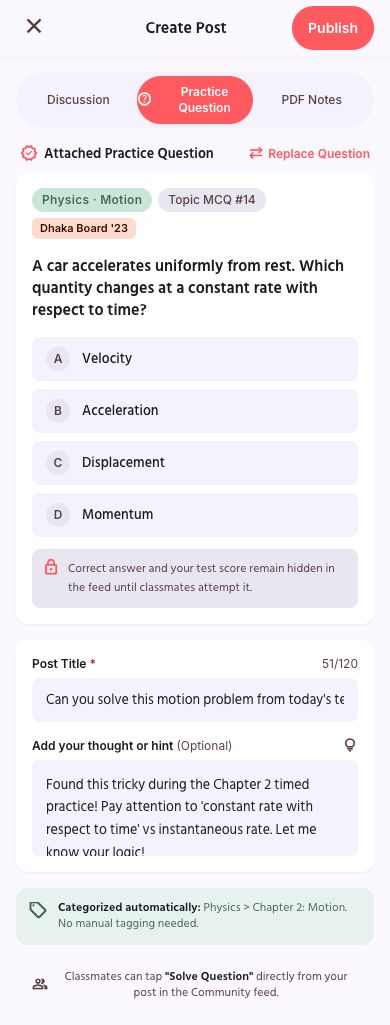 Create Post
Publish
Discussion
Practice
Question
PDF Notes
Attached Practice Question
Replace Question
Physics · Motion
Topic MCQ #14
Dhaka Board '23
A car accelerates uniformly from rest. Which
quantity changes at a constant rate with
respect to time?
A Velocity
B Acceleration
C Displacement
D Momentum
Correct answer and your test score remain hidden in
the feed until classmates attempt it.
Post Title *
51/120
Can you solve this motion problem from today's te
Add your thought or hint (Optional)
Found this tricky during the Chapter 2 timed
practice! Pay attention to 'constant rate with
respect to time' vs instantaneous rate. Let me
know your logic!
Categorized automatically: Physics > Chapter 2: Motion.
No manual tagging needed.
Classmates can tap "Solve Question" directly from your
post in the Community feed.